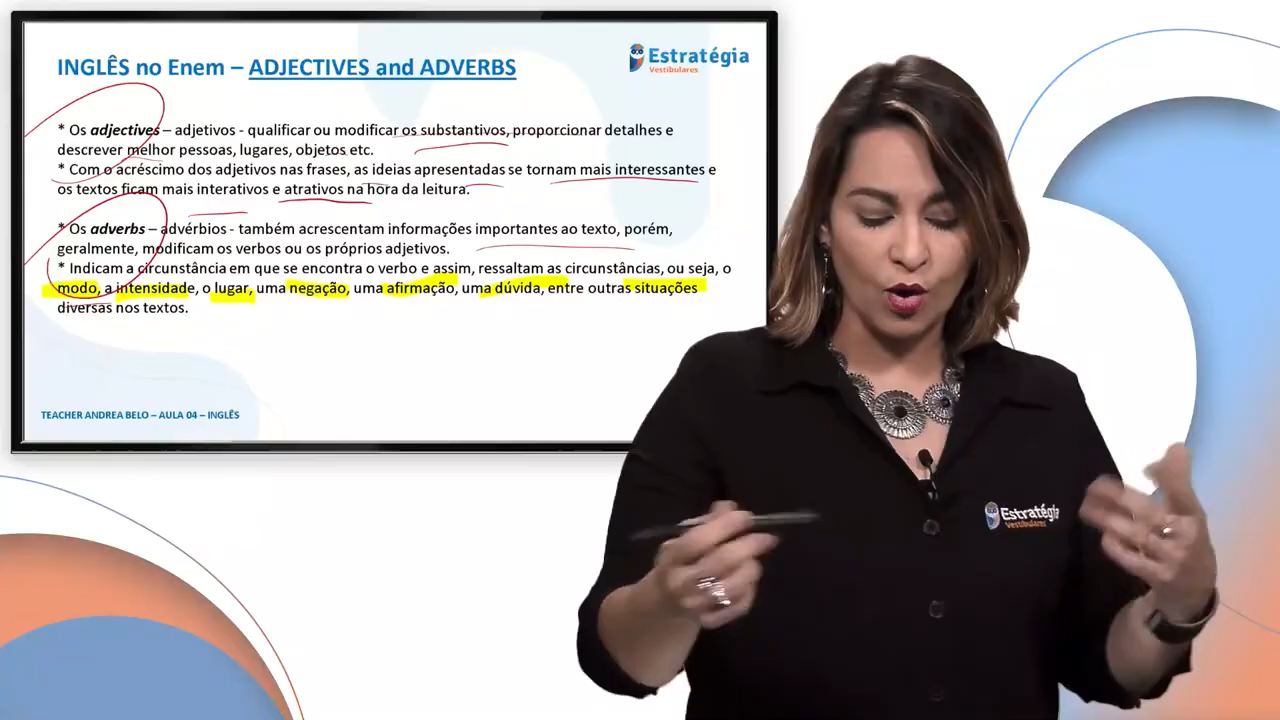 INGLÊS no Enem – ADJECTIVES and ADVERBS
Estratégia
Vestibulares
* Os adjectives – adjetivos - qualificar ou modificar os substantivos, proporcionar detalhes e
descrever melhor pessoas, lugares, objetos etc.
* Com o acréscimo dos adjetivos nas frases, as ideias apresentadas se tornam mais interessantes e
os textos ficam mais interativos e atrativos na hora da leitura.
* Os adverbs – advérbios - também acrescentam informações importantes ao texto, porém,
geralmente, modificam os verbos ou os próprios adjetivos.
* Indicam a circunstância em que se encontra o verbo e assim, ressaltam as circunstâncias, ou seja, o
modo, a intensidade, o lugar, uma negação, uma afirmação, uma dúvida, entre outras situações
diversas nos textos.
TEACHER ANDREA BELO – AULA 04 – INGLÊS
Estratégia
Vestibulares